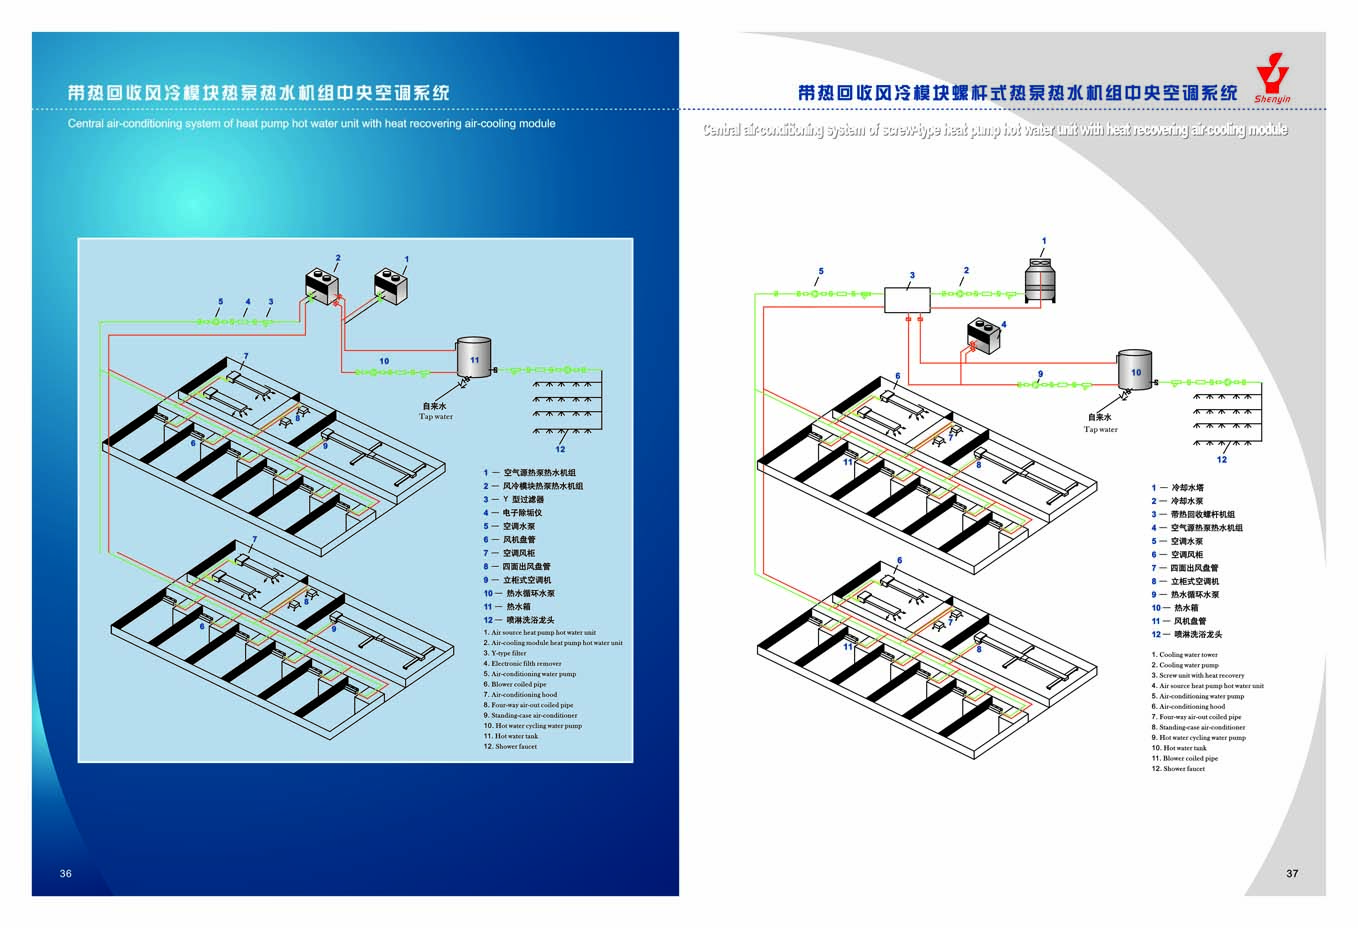 带热回收风冷模块热泵热水机组中央空调系统
Central air-conditioning system of heat pump hot water unit with heat recovering air-cooling module
2
1
5
4
3
7
10
11
自来水
Tap water
8
6
9
12
7
8
6
9
1 — 空气源热泵热水机组
2 — 风冷模块热泵热水机组
3 — Y 型过滤器
4 — 电子除垢仪
5 — 空调水泵
6 — 风机盘管
7 — 空调风柜
8 — 四面出风盘管
9 — 立柜式空调机
10 — 热水循环水泵
11 — 热水箱
12 — 喷淋洗浴龙头
1. Air source heat pump hot water unit
2. Air-cooling module heat pump hot water unit
3. Y-type filter
4. Electronic filth remover
5. Air-conditioning water pump
6. Blower coiled pipe
7. Air-conditioning hood
8. Four-way air-out coiled pipe
9. Standing-case air-conditioner
10. Hot water cycling water pump
11. Hot water tank
12. Shower faucet
36
带热回收风冷模块螺杆式热泵热水机组中央空调系统
Shenyin
Central air-conditioning system of screw-type heat pump hot water unit with heat recovering air-cooling module
1
5
3
2
4
6
9
10
自来水
Tap water
7
11
8
12
6
7
11
8
1 — 冷却水塔
2 — 冷却水泵
3 — 带热回收螺杆机组
4 — 空气源热泵热水机组
5 — 空调水泵
6 — 空调风柜
7 — 四面出风盘管
8 — 立柜式空调机
9 — 热水循环水泵
10 — 热水箱
11 — 风机盘管
12 — 喷淋洗浴龙头
1. Cooling water tower
2. Cooling water pump
3. Screw unit with heat recovery
4. Air source heat pump hot water unit
5. Air-conditioning water pump
6. Air-conditioning hood
7. Four-way air-out coiled pipe
8. Standing-case air-conditioner
9. Hot water cycling water pump
10. Hot water tank
11. Blower coiled pipe
12. Shower faucet
37